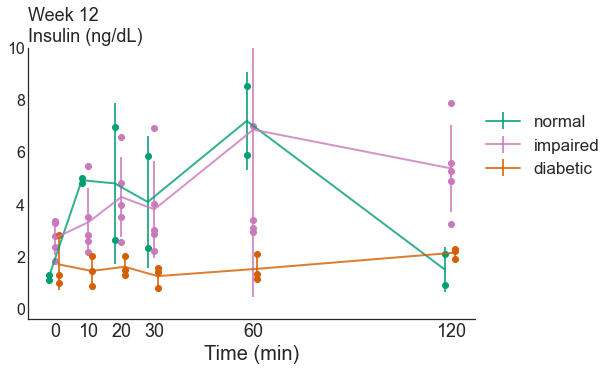 Week 12
Insulin (ng/dL)
10
8
6
4
2
0
0 10 20 30 60 120
Time (min)
normal
impaired
diabetic